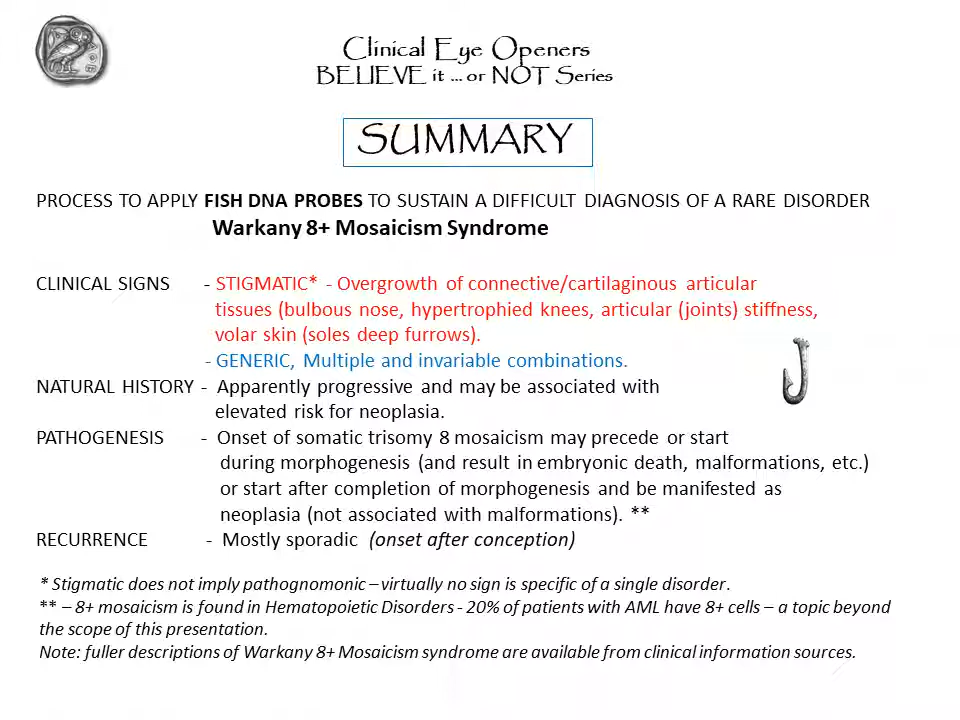 Clinical Eye Openers
BELIEVE it ... or NOT Series
SUMMARY
PROCESS TO APPLY FISH DNA PROBES TO SUSTAIN A DIFFICULT DIAGNOSIS OF A RARE DISORDER
Warkany 8+ Mosaicism Syndrome
CLINICAL SIGNS - STIGMATIC* - Overgrowth of connective/cartilaginous articular
tissues (bulbous nose, hypertrophied knees, articular (joints) stiffness,
volar skin (soles deep furrows).
- GENERIC, Multiple and invariable combinations.
NATURAL HISTORY - Apparently progressive and may be associated with
elevated risk for neoplasia.
PATHOGENESIS - Onset of somatic trisomy 8 mosaicism may precede or start
during morphogenesis (and result in embryonic death, malformations, etc.)
or start after completion of morphogenesis and be manifested as
neoplasia (not associated with malformations). **
RECURRENCE - Mostly sporadic (onset after conception)
* Stigmatic does not imply pathognomonic – virtually no sign is specific of a single disorder.
** – 8+ mosaicism is found in Hematopoietic Disorders - 20% of patients with AML have 8+ cells – a topic beyond
the scope of this presentation.
Note: fuller descriptions of Warkany 8+ Mosaicism syndrome are available from clinical information sources.